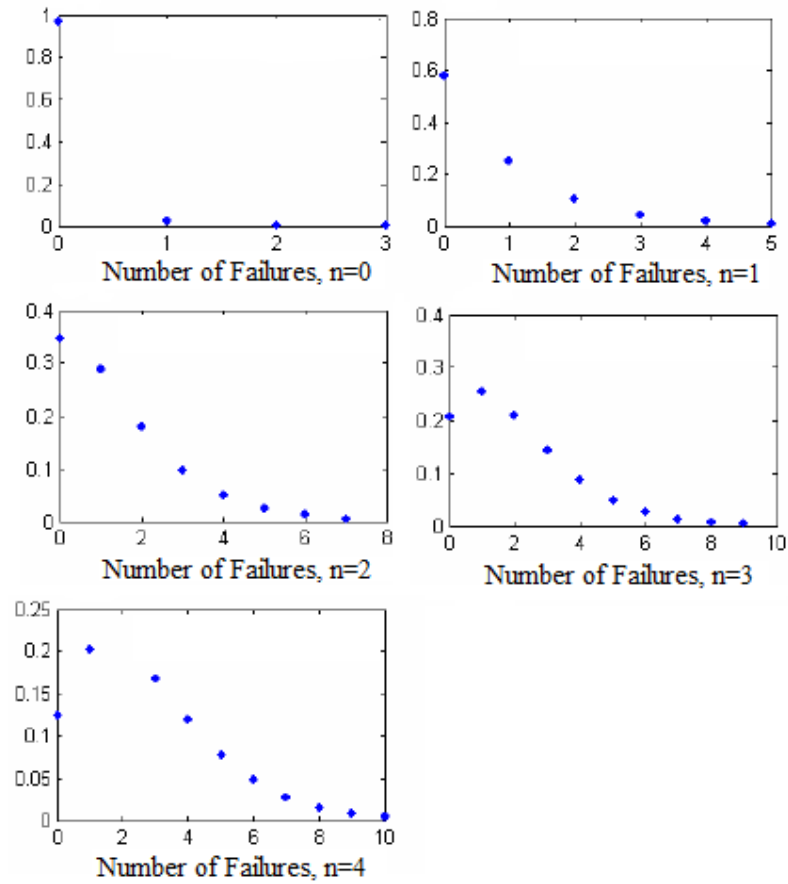 1
0.8
0.6
0.4
0.2
0
0 1 2 3
Number of Failures, n=0
0.8
0.6
0.4
0.2
0
0 1 2 3 4 5
Number of Failures, n=1
0.4
0.3
0.2
0.1
0
0 2 4 6 8
Number of Failures, n=2
0.4
0.3
0.2
0.1
0
0 2 4 6 8 10
Number of Failures, n=3
0.25
0.2
0.15
0.1
0.05
0
0 2 4 6 8 10
Number of Failures, n=4